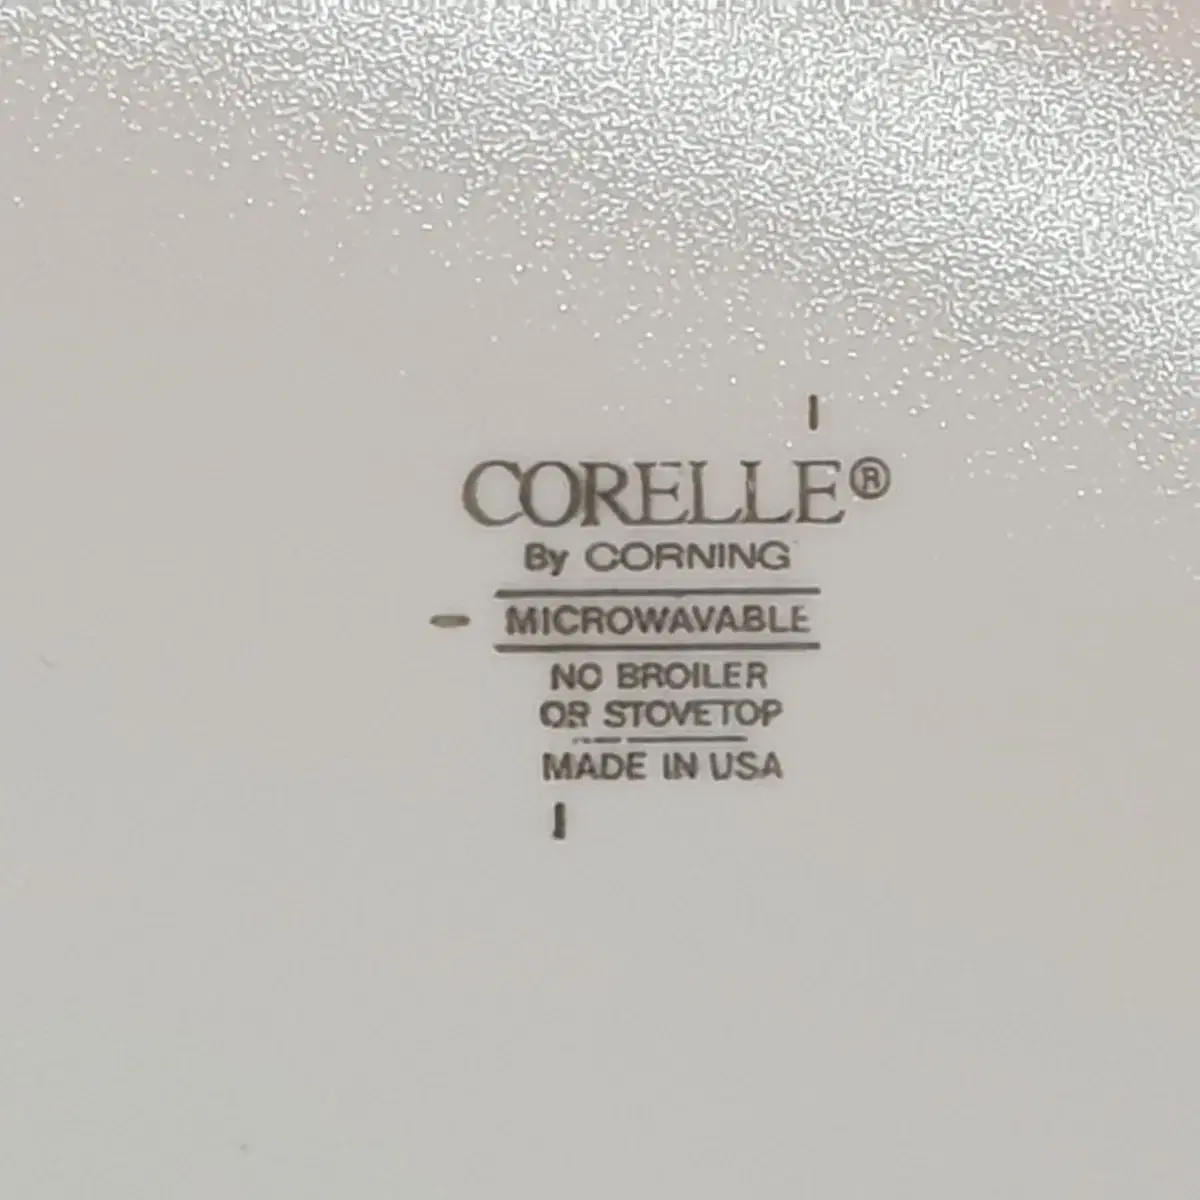 CORELLE®
By CORNING
MICROWAVABLE
NO BROILER
OR STOVETOP
MADE IN USA